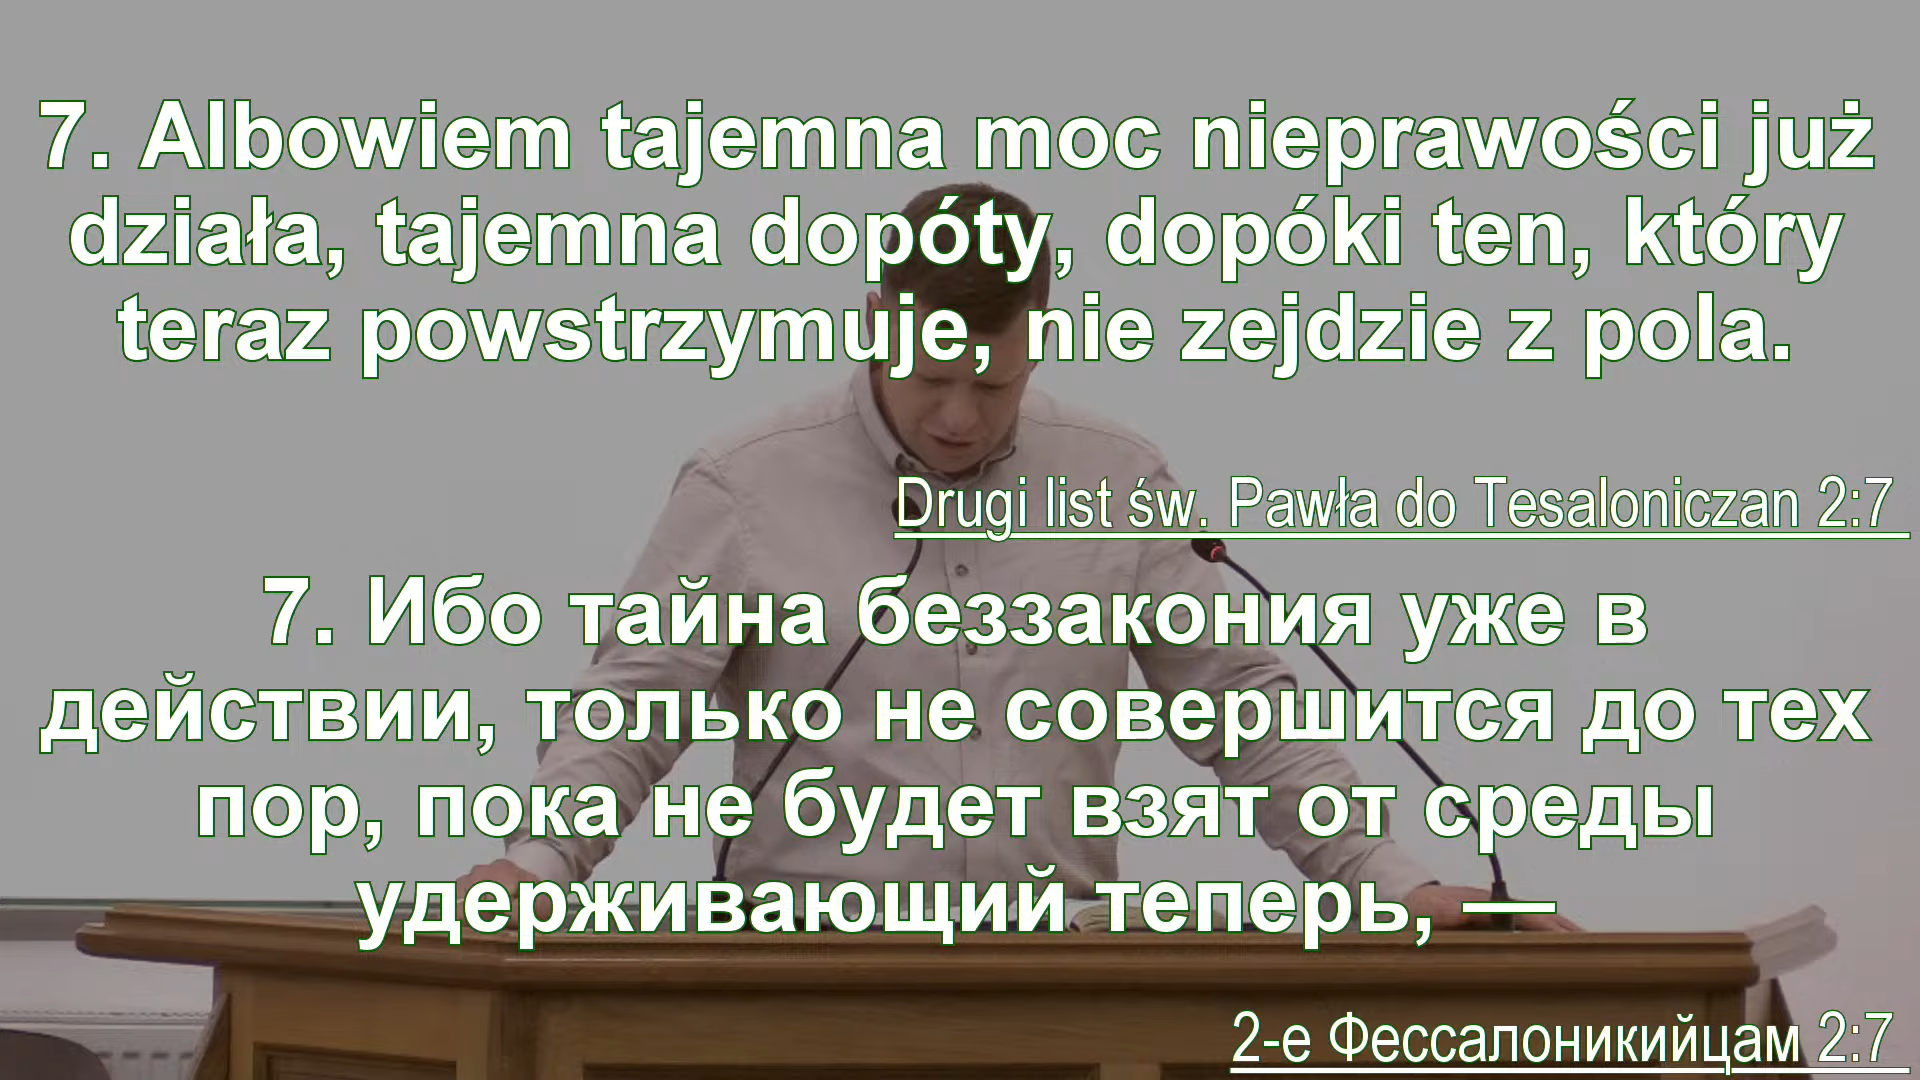 7. Albowiem tajemna moc nieprawości już
działa, tajemna dopóty, dopóki ten, który
teraz powstrzymuje, nie zejdzie z pola.
Drugi list św. Pawła do Tesaloniczan 2:7
7. Ибо тайна беззакония уже в
действии, только не совершится до тех
пор, пока не будет взят от среды
удерживающий теперь, —
2-е Фессалоникийцам 2:7